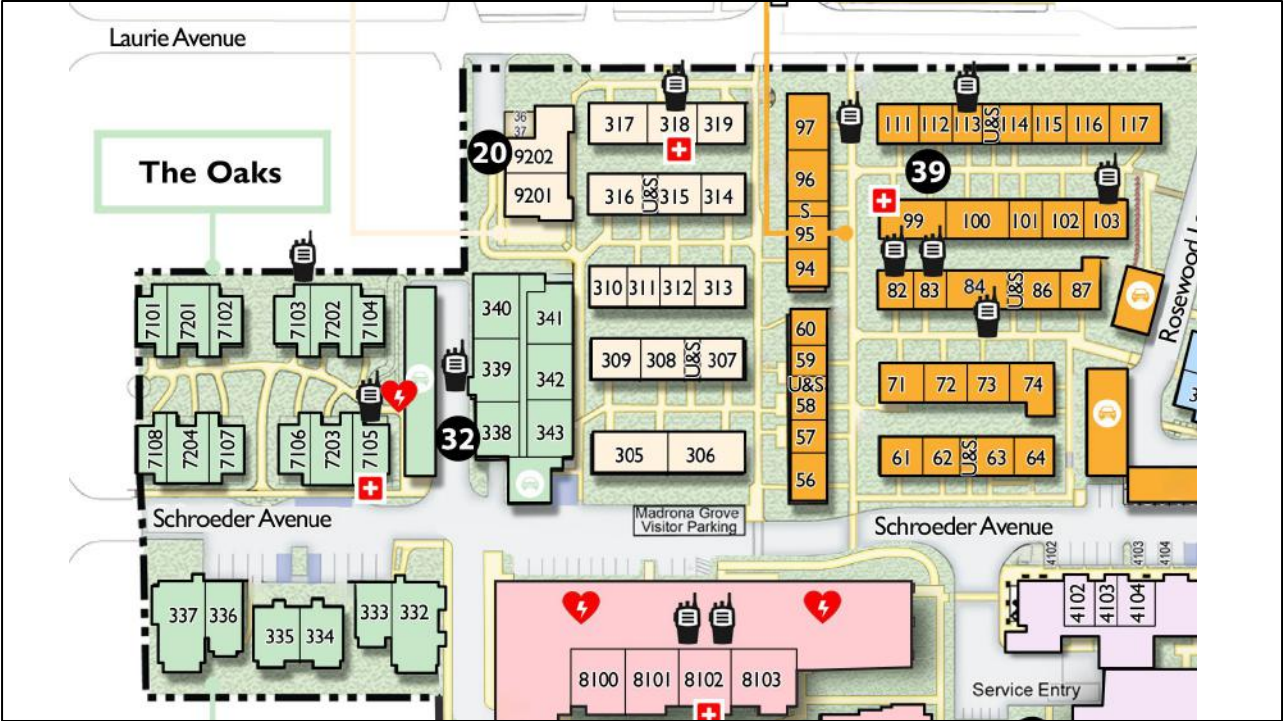 Laurie Avenue
The Oaks
20
36
37
9202
9201
317 318 319
316 U&S 315 314
310 311 312 313
309 308 U&S 307
305 306
97
96
S
95
94
60
59
U&S
58
57
56
39
111 112 113 U&S 114 115 116 117
99 100 101 102 103
82 83 84 U&S 86 87
71 72 73 74
61 62 U&S 63 64
7101 7201 7102
7103 7202 7104
7108 7204 7107
7106 7203 7105
340 341
339 342
338 343
32
Schroeder Avenue
Madrona Grove
Visitor Parking
Schroeder Avenue
337 336
335 334
333 332
8100 8101 8102 8103
4102 4103 4104
4102 4103 4104
Service Entry